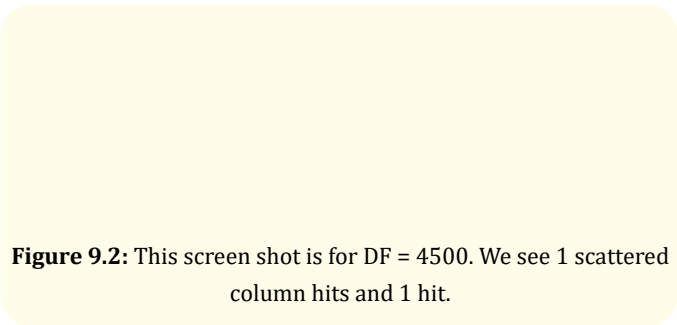 Figure 9.2: This screen shot is for DF = 4500. We see 1 scattered
column hits and 1 hit.